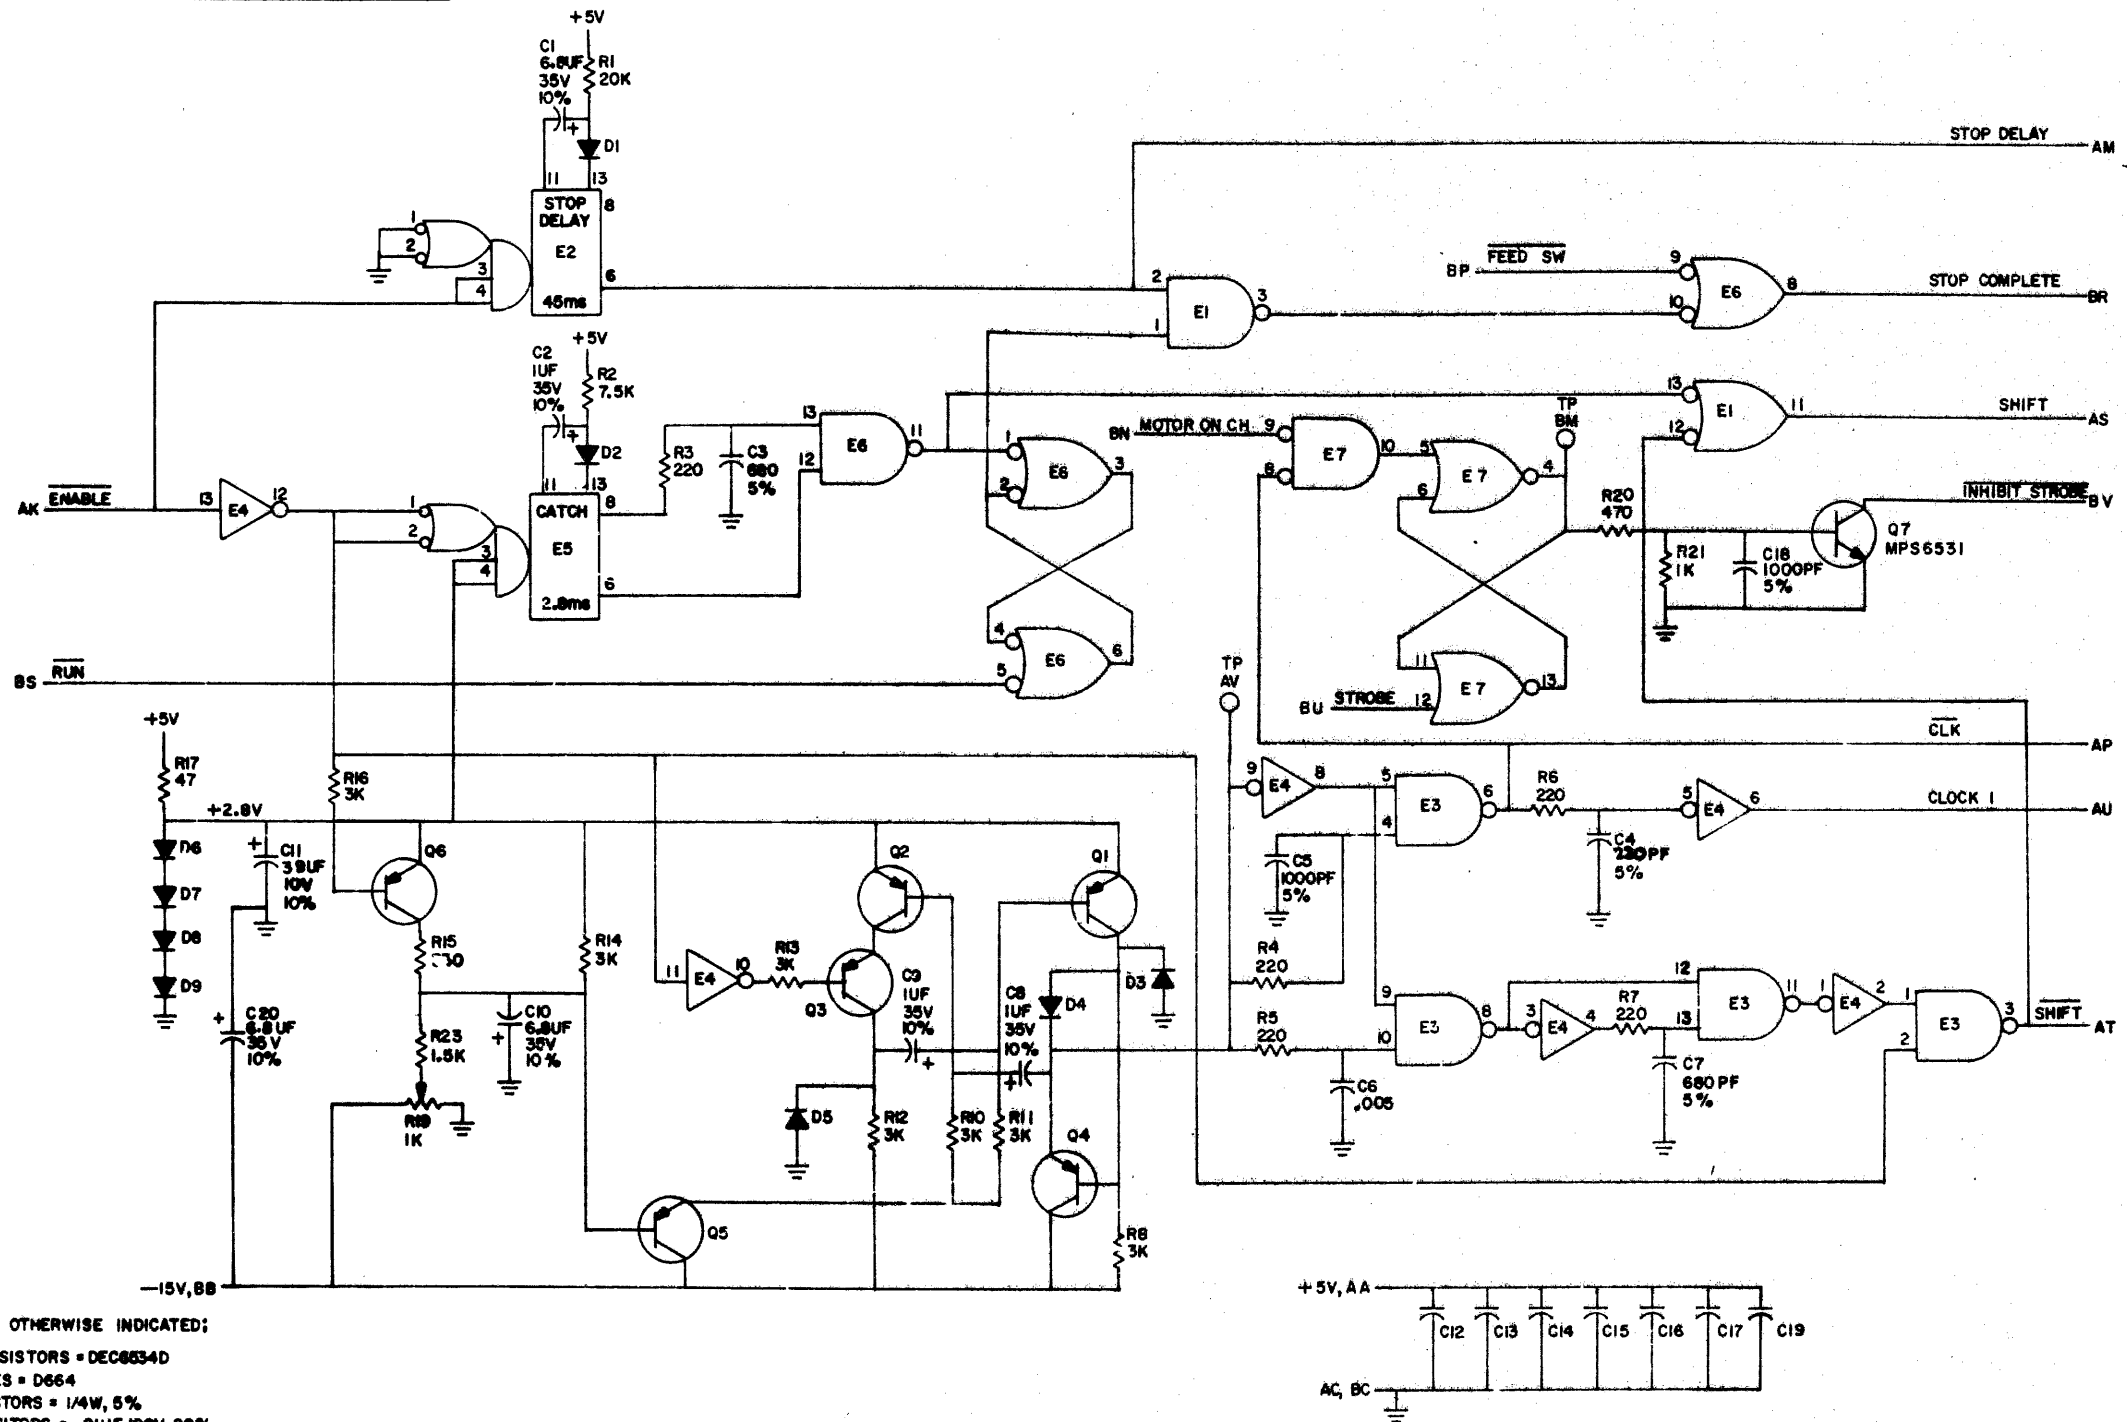 +5V
C1
6.8UF
35V
10%
R1
20K
D1
11
13
STOP
DELAY
E2
45ms
8
6
1
2
3
4
STOP DELAY
AM
2
1
E1
3
BP
FEED SW
9
10
E6
8
STOP COMPLETE
BR
+5V
C2
1UF
35V
10%
R2
7.5K
D2
11
13
CATCH
E5
2.8ms
8
6
1
2
3
4
R3
220
C3
680
5%
13
12
E6
11
1
2
E6
3
4
5
E6
6
AK
ENABLE
13
E4
12
BS
RUN
BN
MOTOR ON CH
9
8
E7
10
5
6
E7
4
TP
BM
11
12
E7
13
BU
STROBE
13
12
E1
11
SHIFT
AS
R20
470
R21
1K
C18
1000PF
5%
Q7
MPS6531
INHIBIT STROBE
BV
TP
AV
CLK
AP
9
E4
8
5
4
E3
6
R6
220
C4
5%
5
E4
6
CLOCK 1
AU
C5
1000PF
5%
R4
220
R5
220
C6
.005
9
10
E3
8
3
E4
4
R7
220
C7
680PF
5%
12
13
E3
11
1
E4
2
1
2
E3
3
SHIFT
AT
+5V
R17
47
+2.8V
D6
D7
D8
D9
C11
39UF
10V
10%
C20
6.8UF
35V
10%
R16
3K
Q6
R15
R23
1.5K
R19
1K
C10
6.8UF
35V
10%
R14
3K
11
E4
10
R13
3K
Q2
Q3
C9
1UF
35V
10%
D5
R12
3K
R10
3K
R11
3K
C8
1UF
35V
10%
Q1
D4
D3
Q4
R8
3K
Q5
-15V, BB
+5V, AA
C12
C13
C14
C15
C16
C17
C19
AC, BC
OTHERWISE INDICATED;
SISTORS = DEC6534D
ES = D664
TORS = 1/4W, 5%